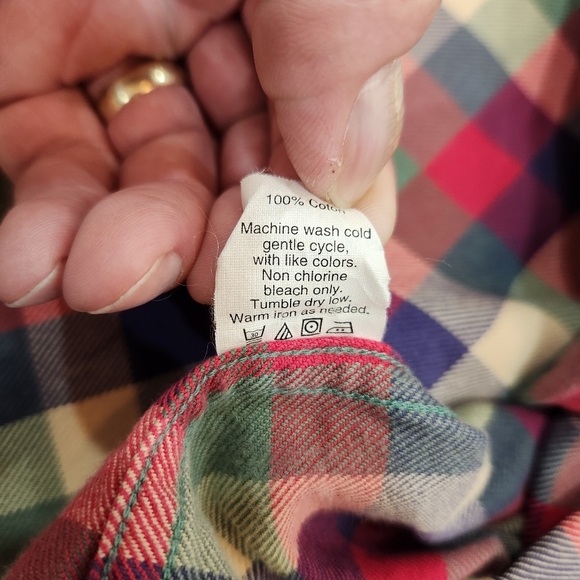 100% Cotton
Machine wash cold
gentle cycle,
with like colors.
Non chlorine
bleach only.
Tumble dry low.
Warm iron as needed.
30